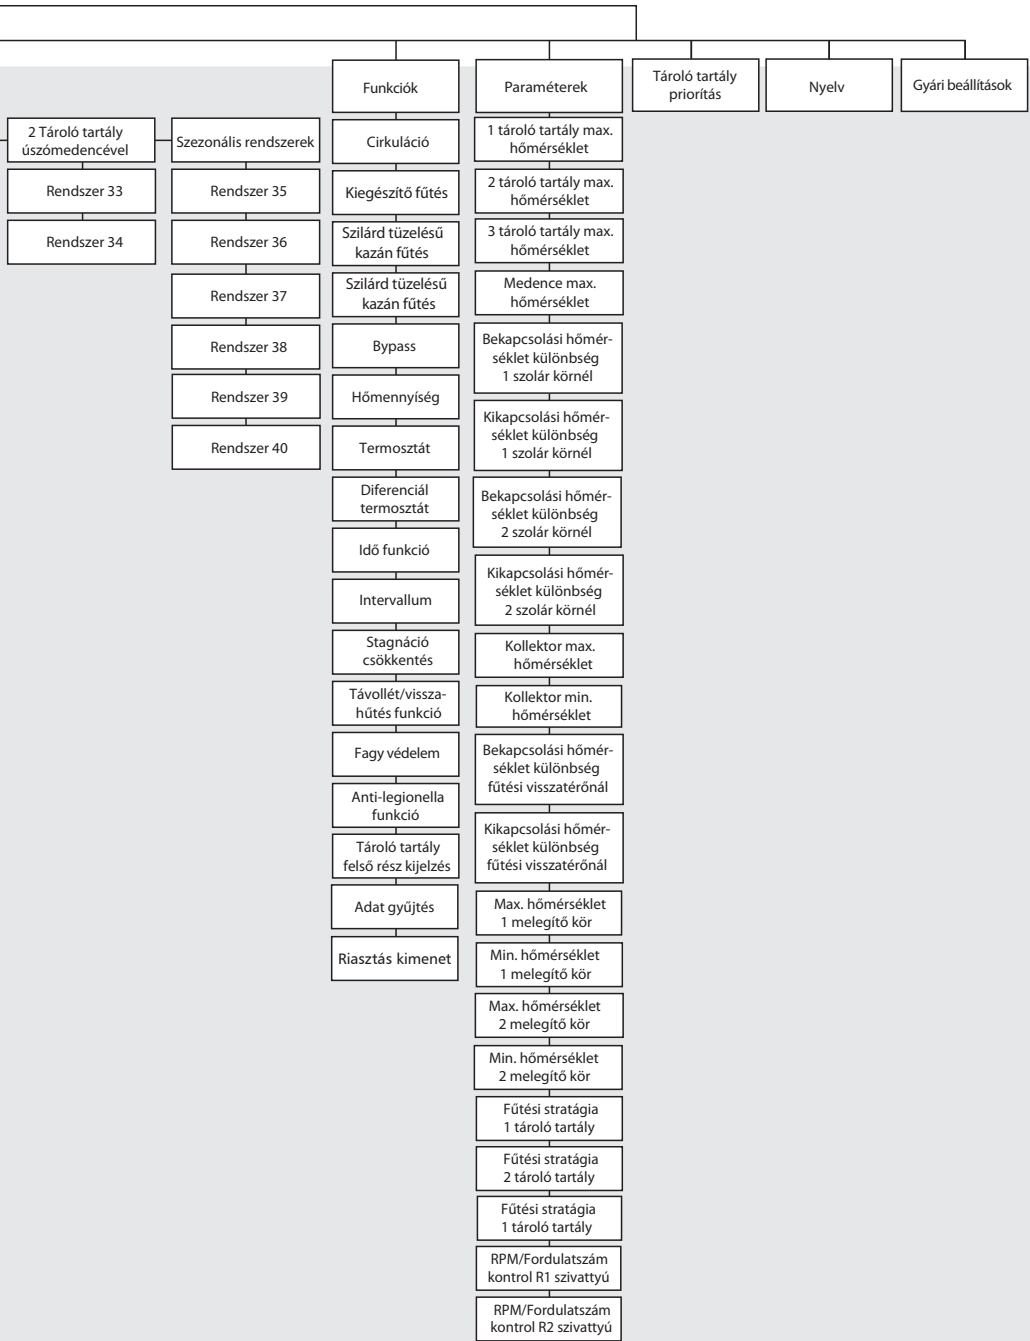 Funkciók
Paraméterek
Tároló tartály
priorítás
Nyelv
Gyári beállítások
2 Tároló tartály
úszómedencével
Rendszer 33
Rendszer 34
Szezonális rendszerek
Rendszer 35
Rendszer 36
Rendszer 37
Rendszer 38
Rendszer 39
Rendszer 40
Cirkuláció
Kiegészítő fűtés
Szilárd tüzelésű
kazán fűtés
Szilárd tüzelésű
kazán fűtés
Bypass
Hőmennyíség
Termosztát
Diferenciál
termosztát
Idő funkció
Intervallum
Stagnáció
csökkentés
Távollét/vissza-
hűtés funkció
Fagy védelem
Anti-legionella
funkció
Tároló tartály
felső rész kijelzés
Adat gyűjtés
Riasztás kimenet
1 tároló tartály max.
hőmérséklet
2 tároló tartály max.
hőmérséklet
3 tároló tartály max.
hőmérséklet
Medence max.
hőmérséklet
Bekapcsolási hőmér-
séklet különbség
1 szolár körnél
Kikapcsolási hőmér-
séklet különbség
1 szolár körnél
Bekapcsolási hőmér-
séklet különbség
2 szolár körnél
Kikapcsolási hőmér-
séklet különbség
2 szolár körnél
Kollektor max.
hőmérséklet
Kollektor min.
hőmérséklet
Bekapcsolási hőmér-
séklet különbség
fűtési visszatérőnál
Kikapcsolási hőmér-
séklet különbség
fűtési visszatérőnál
Max. hőmérséklet
1 melegítő kör
Min. hőmérséklet
1 melegítő kör
Max. hőmérséklet
2 melegítő kör
Min. hőmérséklet
2 melegítő kör
Fűtési stratágia
1 tároló tartály
Fűtési stratágia
2 tároló tartály
Fűtési stratágia
1 tároló tartály
RPM/Fordulatszám
kontrol R1 szivattyú
RPM/Fordulatszám
kontrol R2 szivattyú